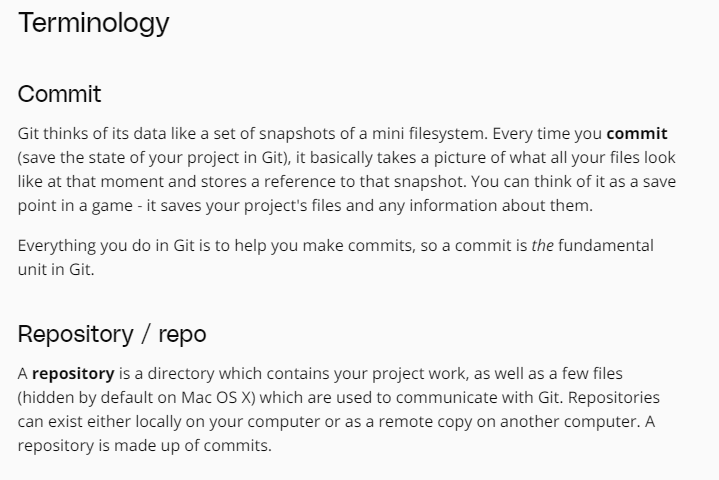 Terminology
Commit
Git thinks of its data like a set of snapshots of a mini filesystem. Every time you commit
(save the state of your project in Git), it basically takes a picture of what all your files look
like at that moment and stores a reference to that snapshot. You can think of it as a save
point in a game - it saves your project's files and any information about them.
Everything you do in Git is to help you make commits, so a commit is the fundamental
unit in Git.
Repository / repo
A repository is a directory which contains your project work, as well as a few files
(hidden by default on Mac OS X) which are used to communicate with Git. Repositories
can exist either locally on your computer or as a remote copy on another computer. A
repository is made up of commits.